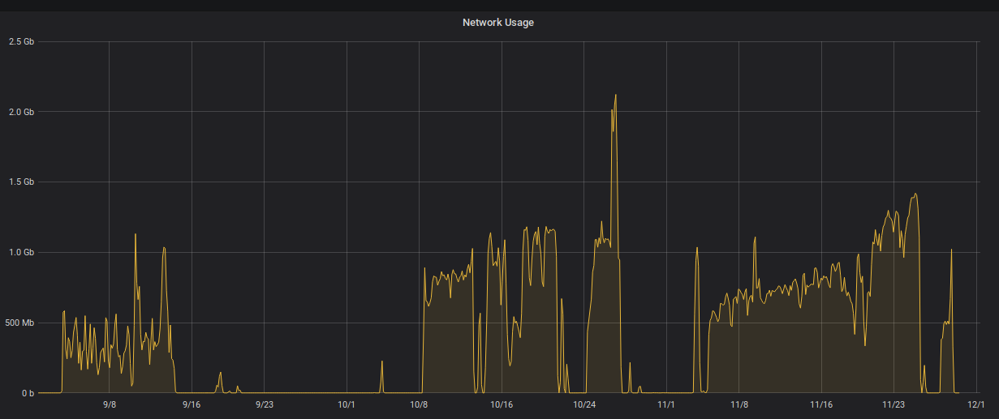 Network Usage
2.5 Gb
2.0 Gb
1.5 Gb
1.0 Gb
500 Mb
0 b
9/8 9/16 9/23 10/1 10/8 10/16 10/24 11/1 11/8 11/16 11/23 12/1